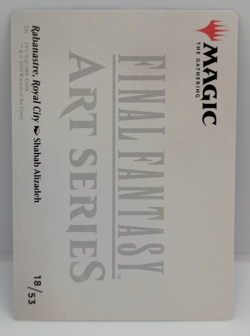 MAGIC
THE GATHERING
FINAL FANTASY
ART SERIES
18/53
Rabanastre, Royal City Shahab Alizadeh